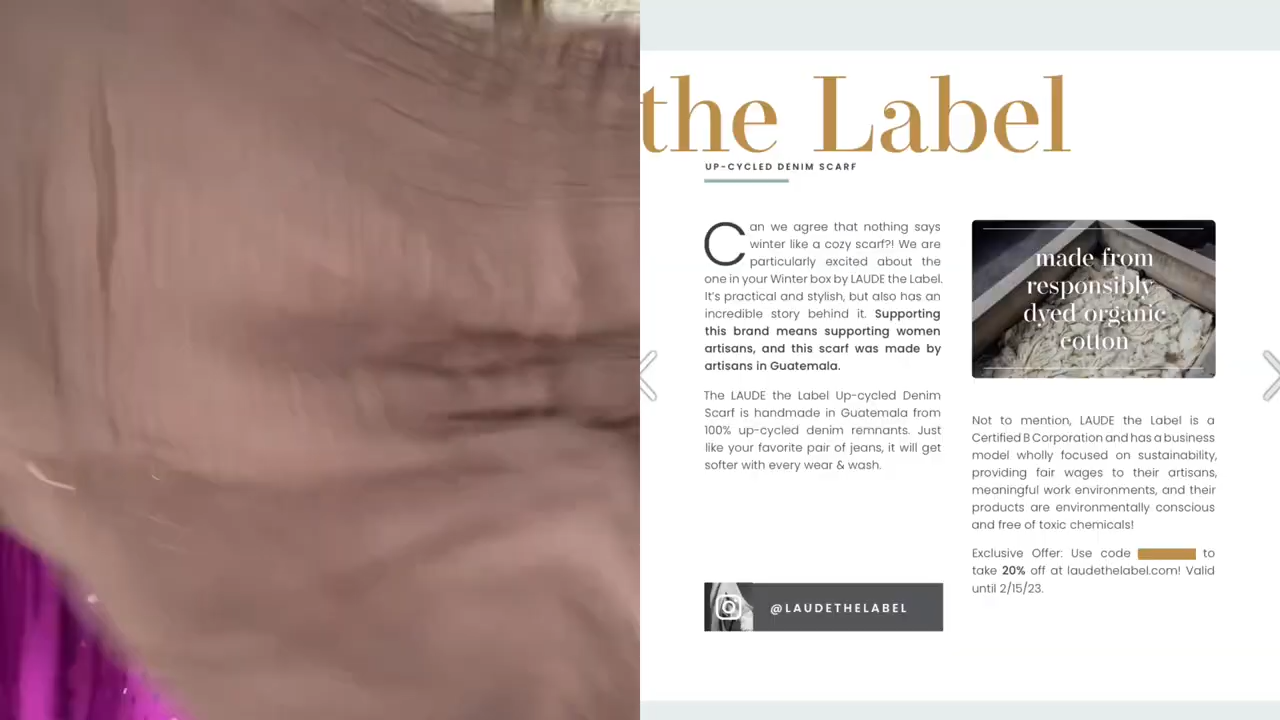 the Label
UP-CYCLED DENIM SCARF
Can we agree that nothing says
winter like a cozy scarf?! We are
particularly excited about the
one in your Winter box by LAUDE the Label.
It's practical and stylish, but also has an
incredible story behind it. Supporting
this brand means supporting women
artisans, and this scarf was made by
artisans in Guatemala.
The LAUDE the Label Up-cycled Denim
Scarf is handmade in Guatemala from
100% up-cycled denim remnants. Just
like your favorite pair of jeans, it will get
softer with every wear & wash.
@LAUDETHELABEL
made from
responsibly
dyed organic
cotton
Not to mention, LAUDE the Label is a
Certified B Corporation and has a business
model wholly focused on sustainability,
providing fair wages to their artisans,
meaningful work environments, and their
products are environmentally conscious
and free of toxic chemicals!
Exclusive Offer: Use code to
take 20% off at laudethelabel.com! Valid
until 2/15/23.